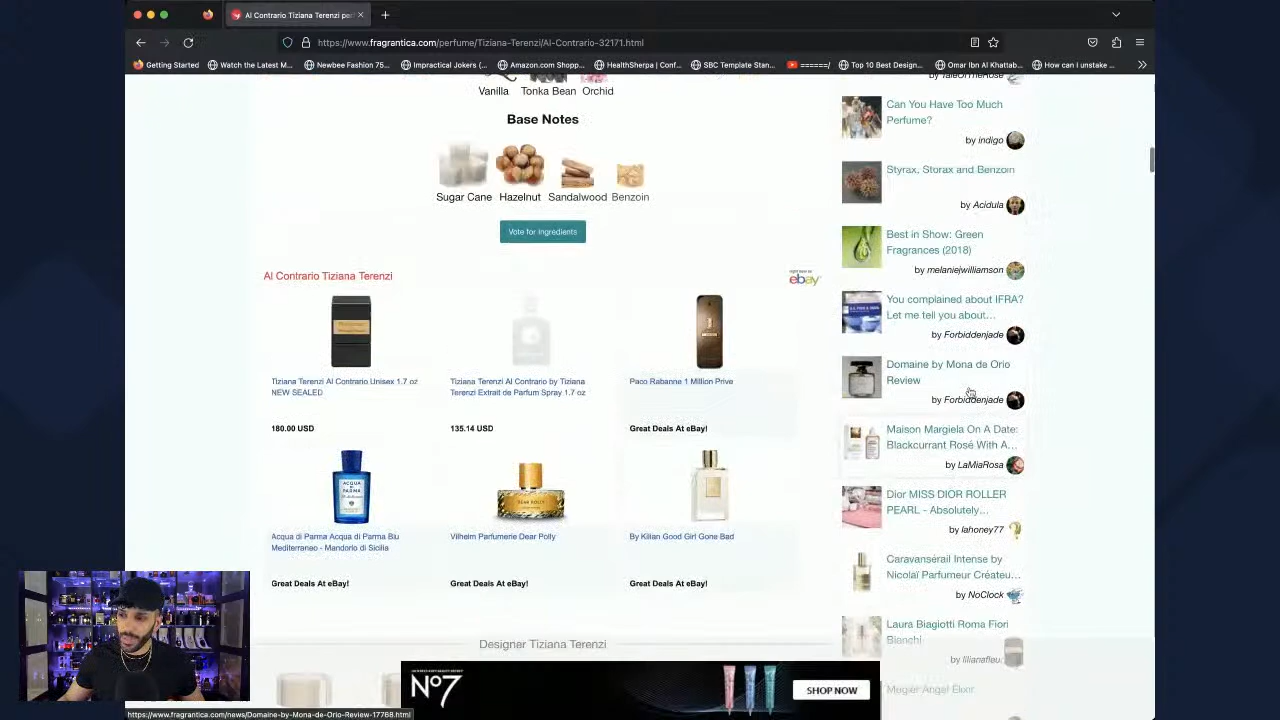 Al Contrario Tiziana Terenzi per
https://www.fragrantica.com/perfume/Tiziana-Terenzi/Al-Contrario-32171.html
Getting Started
Watch the Latest M...
Newbee Fashion 75...
Impractical Jokers (...
Amazon.com Shopp...
HealthSherpa | Conf...
SBC Template Stan...
======/
Top 10 Best Design...
Omar Ibn Al Khattab...
How can I unstake ...
Vanilla
Tonka Bean
Orchid
Base Notes
Sugar Cane
Hazelnut
Sandalwood
Benzoin
Vote for Ingredients
Al Contrario Tiziana Terenzi
ebay
Tiziana Terenzi Al Contrario Unisex 1.7 oz
NEW SEALED
180.00 USD
Tiziana Terenzi Al Contrario by Tiziana
Terenzi Extrait de Parfum Spray 1.7 oz
135.14 USD
Paco Rabanne 1 Million Prive
Great Deals At eBay!
Acqua di Parma Acqua di Parma Blu
Mediterraneo - Mandorlo di Sicilia
Great Deals At eBay!
Vilhelm Parfumerie Dear Polly
Great Deals At eBay!
By Kilian Good Girl Gone Bad
Great Deals At eBay!
Designer Tiziana Terenzi
by TaleOfTheRose
Can You Have Too Much
Perfume?
by indigo
Styrax, Storax and Benzoin
by Acidula
Best in Show: Green
Fragrances (2018)
by melaniejwilliamson
You complained about IFRA?
Let me tell you about...
by Forbiddenjade
Domaine by Mona de Orio
Review
by Forbiddenjade
Maison Margiela On A Date:
Blackcurrant Rosé With A...
by LaMiaRosa
Dior MISS DIOR ROLLER
PEARL - Absolutely...
by lahoney77
Caravansérail Intense by
Nicolaï Parfumeur Créateu...
by NoClock
Laura Biagiotti Roma Fiori
Bianchi
by lilianafleu
Mugler Angel Élixir
No7
SHOP NOW
https://www.fragrantica.com/news/Domaine-by-Mona-de-Orio-Review-17768.html